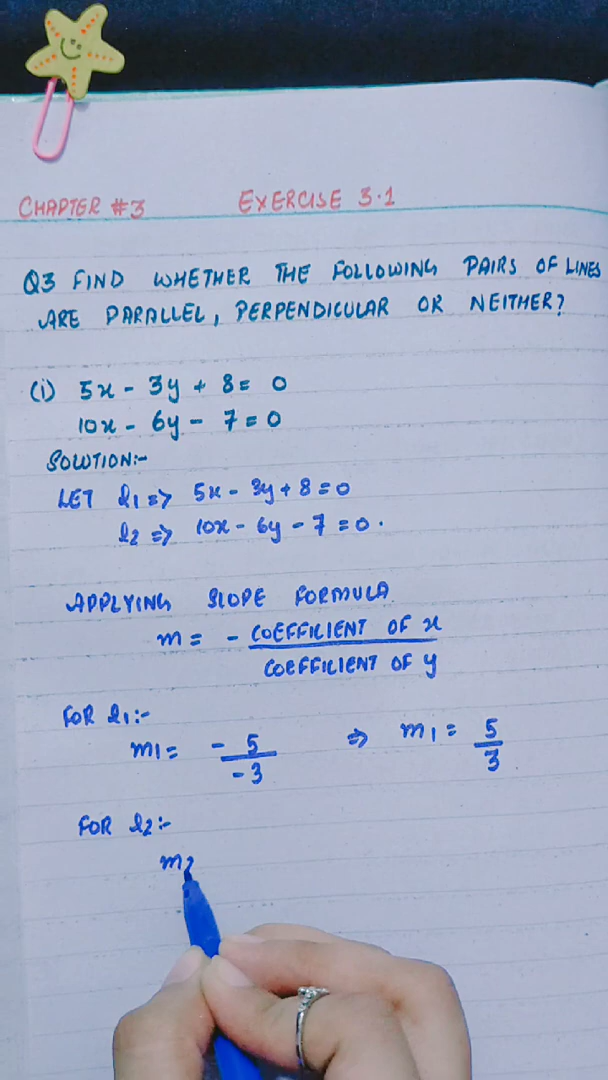 CHAPTER #3 EXERCISE 3.1
Q3 FIND WHETHER THE FOLLOWING PAIRS OF LINES
ARE PARALLEL, PERPENDICULAR OR NEITHER?
(i) 5x - 3y + 8 = 0
10x - 6y - 7 = 0
SOLUTION:-
LET l1 => 5x - 3y + 8 = 0
l2 => 10x - 6y - 7 = 0.
APPLYING SLOPE FORMULA
m = - COEFFICIENT OF x
COEFFICIENT OF y
FOR l1:-
m1 = - 5 => m1 = 5
-3 3
FOR l2:-
m2